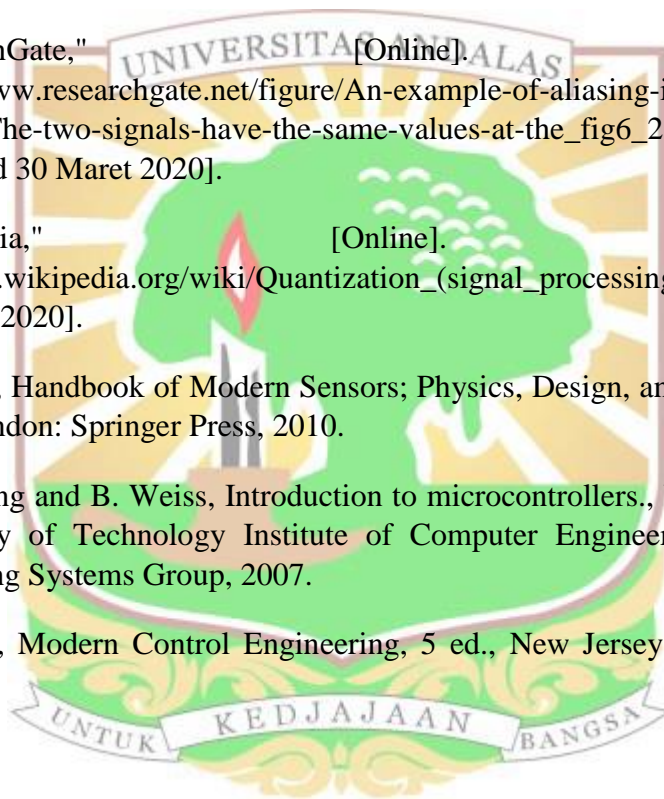 UNIVERSITAS ANDALAS
nGate," [Online].
ww.researchgate.net/figure/An-example-of-aliasing-i
The-two-signals-have-the-same-values-at-the_fig6_2
d 30 Maret 2020].
ia," [Online].
.wikipedia.org/wiki/Quantization_(signal_processing
2020].
, Handbook of Modern Sensors; Physics, Design, an
ndon: Springer Press, 2010.
ng and B. Weiss, Introduction to microcontrollers.,
y of Technology Institute of Computer Engineer
ng Systems Group, 2007.
, Modern Control Engineering, 5 ed., New Jersey
UNTUK KEDJAJAAN BANGSA